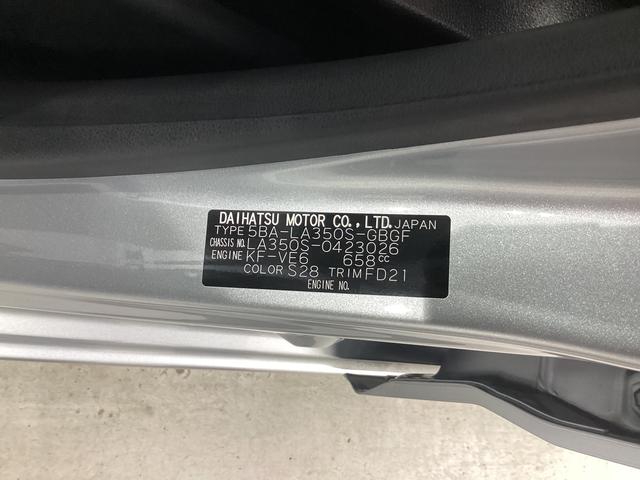 DAIHATSU MOTOR CO., LTD. JAPAN
TYPE 5BA-LA350S-GBGF
CHASSIS NO. LA350S-0423026
ENGINE KF-VE6 658cc
COLOR S28 TRIM FD21
ENGINE NO.